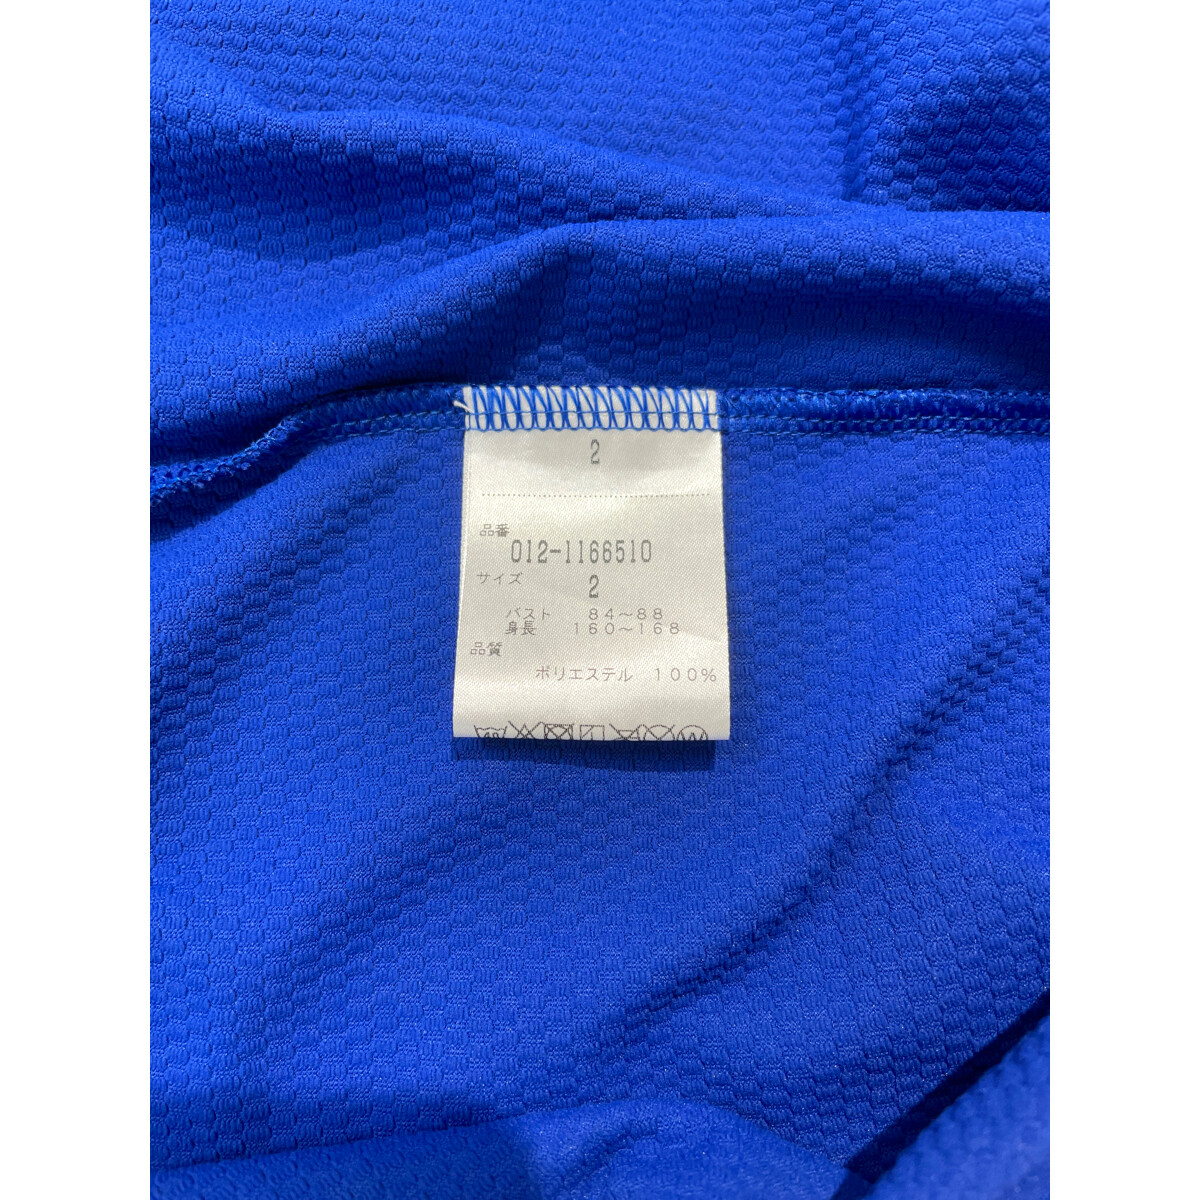 2
品番
012-1166510
サイズ
2
バスト 84～88
身長 160～168
品質
ポリエステル 100%